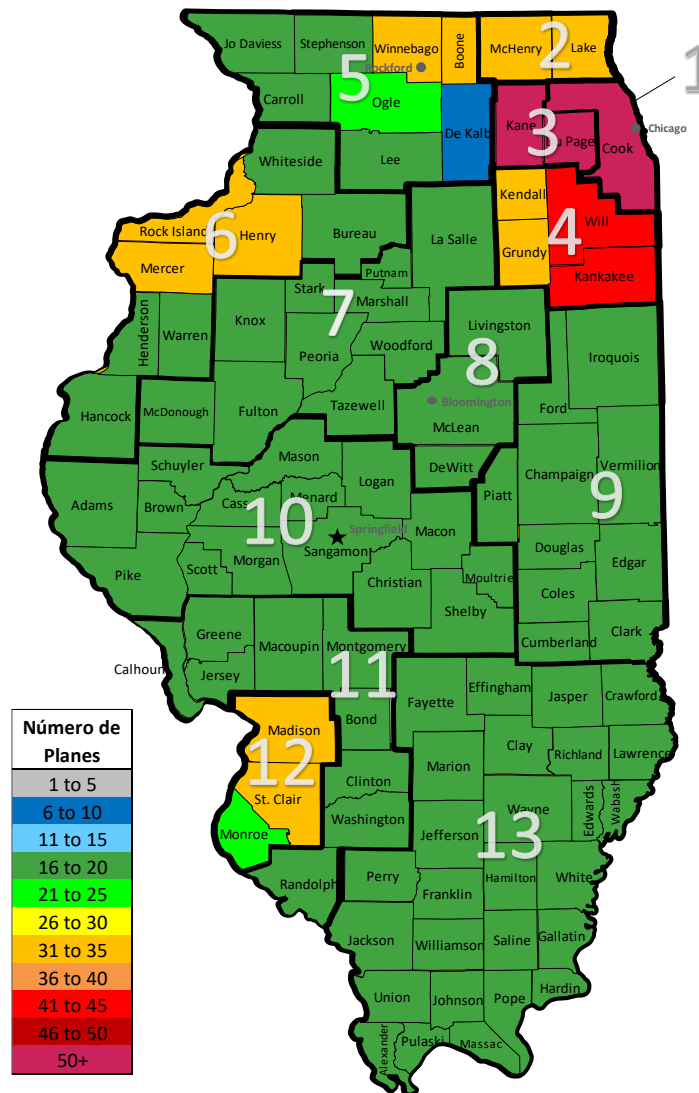 Jo Daviess
Stephenson
Winnebago
Boone
McHenry
Lake
2
1
Rockford
5
Carroll
Ogle
De Kalb
Kane
3
Du Page
Cook
Chicago
Whiteside
Lee
Kendall
Rock Island
6
Henry
Bureau
La Salle
Grundy
4
Will
Mercer
Putnam
Kankakee
Stark
7
Marshall
Henderson
Warren
Knox
Peoria
Woodford
Livingston
8
Iroquois
Hancock
McDonough
Fulton
Tazewell
Bloomington
McLean
Ford
Schuyler
Mason
Logan
DeWitt
Champaign
Vermilion
Adams
Brown
Cass
Menard
Piatt
9
10
Springfield
Macon
Sangamon
Douglas
Pike
Scott
Morgan
Christian
Moultrie
Edgar
Coles
Shelby
Greene
Macoupin
Montgomery
Cumberland
Clark
Calhoun
Jersey
11
Fayette
Effingham
Jasper
Crawford
Bond
Madison
12
Clay
Richland
Lawrence
Marion
Clinton
St. Clair
Wayne
Edwards
Wabash
Monroe
Washington
Jefferson
13
Randolph
Perry
Franklin
Hamilton
White
Jackson
Williamson
Saline
Gallatin
Union
Johnson
Pope
Hardin
Alexander
Pulaski
Massac
Número de
Planes
1 to 5
6 to 10
11 to 15
16 to 20
21 to 25
26 to 30
31 to 35
36 to 40
41 to 45
46 to 50
50+